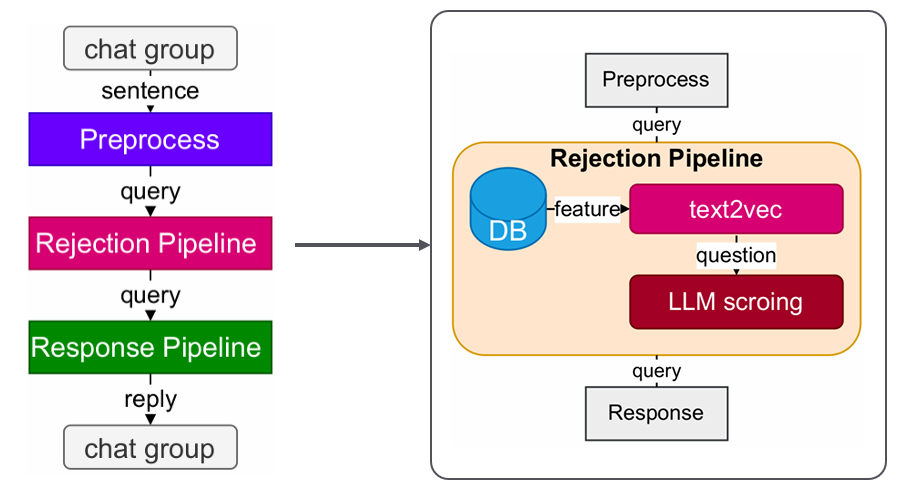 chat group
sentence
Preprocess
query
Rejection Pipeline
query
Response Pipeline
reply
chat group
Preprocess
query
Rejection Pipeline
DB
feature
text2vec
question
LLM scroing
query
Response